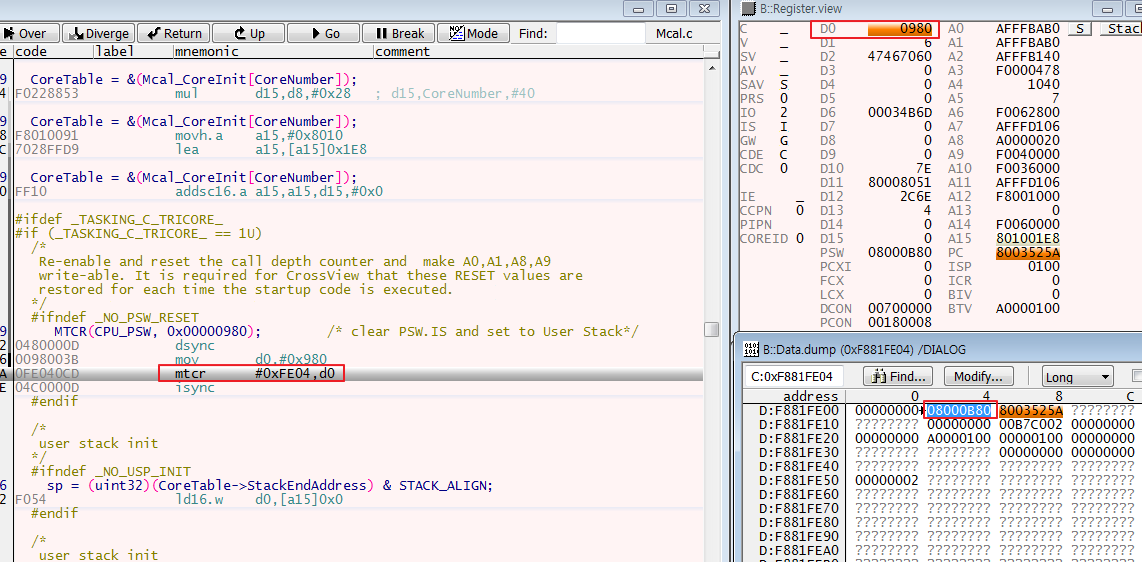 Over Diverge Return Up Go Break Mode Find: Mcal.c
e code label mnemonic comment
9 CoreTable = &(Mcal_CoreInit[CoreNumber]);
4 F0228853 mul d15,d8,#0x28 ; d15,CoreNumber,#40
CoreTable = &(Mcal_CoreInit[CoreNumber]);
8 F8010091 movh.a a15,#0x8010
C 7028FFD9 lea a15,[a15]0x1E8
9 CoreTable = &(Mcal_CoreInit[CoreNumber]);
0 FF10 addsc16.a a15,a15,d15,#0x0
#ifdef _TASKING_C_TRICORE_
#if (_TASKING_C_TRICORE_ == 1U)
/*
Re-enable and reset the call depth counter and make A0,A1,A8,A9
write-able. It is required for CrossView that these RESET values are
restored for each time the startup code is executed.
*/
#ifndef _NO_PSW_RESET
9 MTCR(CPU_PSW, 0x00000980); /* clear PSW.IS and set to User Stack*/
2 0480000D dsync
6 0098003B mov d0,#0x980
A 0FE040CD mtcr #0xFE04,d0
E 04C0000D isync
#endif
/*
user stack init
*/
#ifndef _NO_USP_INIT
6 sp = (uint32)(CoreTable->StackEndAddress) & STACK_ALIGN;
2 F054 ld16.w d0,[a15]0x0
#endif
/*
user stack init
B::Register.view
C _ D0 0980 A0 AFFFBAB0 S Stack
V _ D1 6 A1 AFFFBAB0
SV _ D2 47467060 A2 AFFFB140
AV _ D3 0 A3 F0000478
SAV S D4 0 A4 1040
PRS 0 D5 0 A5 7
IO 2 D6 00034B6D A6 F0062800
IS I D7 0 A7 AFFFD106
GW G D8 0 A8 A0000020
CDE C D9 0 A9 F0040000
CDC 0 D10 7E A10 F0036000
D11 80008051 A11 AFFFD106
IE _ D12 2C6E A12 F8001000
CCPN 0 D13 4 A13 0
PIPN D14 0 A14 F0060000
COREID 0 D15 0 A15 801001E8
PSW 08000B80 PC 8003525A
PCXI 0 ISP 0100
FCX 0 ICR 0
LCX 0 BIV 0
DCON 00700000 BTV A0000100
PCON 00180008
B::Data.dump (0xF881FE04) /DIALOG
C:0xF881FE04 Find... Modify... Long
address 0 4 8 C
D:F881FE00 00000000 08000B80 8003525A ????????
D:F881FE10 ???????? 00000000 00B7C002 00000000
D:F881FE20 00000000 A0000100 00000100 00000000
D:F881FE30 ???????? ???????? 00000000 00000000
D:F881FE40 ???????? ???????? ???????? ????????
D:F881FE50 00000002 ???????? ???????? ????????
D:F881FE60 ???????? ???????? ???????? ????????
D:F881FE70 ???????? ???????? ???????? ????????
D:F881FE80 ???????? ???????? ???????? ????????
D:F881FE90 ???????? ???????? ???????? ????????
D:F881FEA0 ???????? ???????? ???????? ????????
D:F881FEB0 ???????? ???????? ???????? ????????